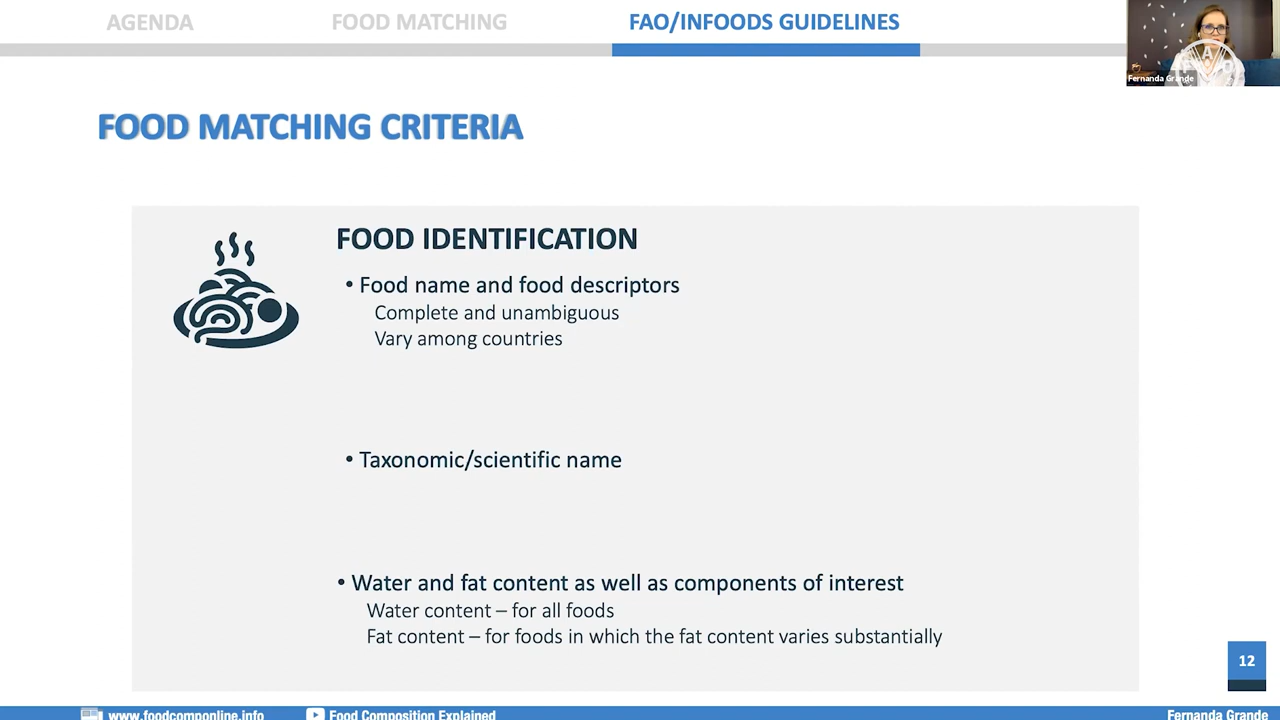 AGENDA
FOOD MATCHING
FAO/INFOODS GUIDELINES
Fernanda Grande
FOOD MATCHING CRITERIA
FOOD IDENTIFICATION
• Food name and food descriptors
Complete and unambiguous
Vary among countries
• Taxonomic/scientific name
• Water and fat content as well as components of interest
Water content – for all foods
Fat content – for foods in which the fat content varies substantially
12
www.foodcomponline.info
Food Composition Explained
Fernanda Grande